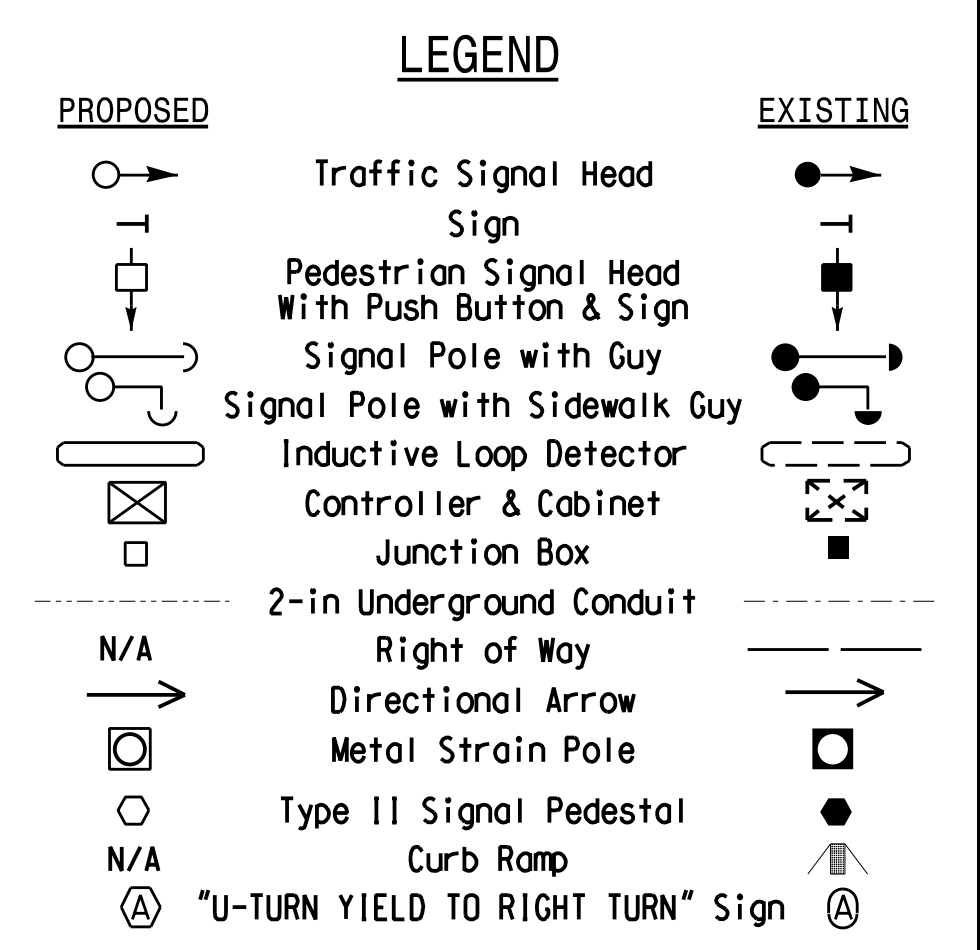 LEGEND
PROPOSED EXISTING
Traffic Signal Head
Sign
Pedestrian Signal Head
With Push Button & Sign
Signal Pole with Guy
Signal Pole with Sidewalk Guy
Inductive Loop Detector
Controller & Cabinet
Junction Box
2-in Underground Conduit
N/A Right of Way
Directional Arrow
Metal Strain Pole
Type II Signal Pedestal
N/A Curb Ramp
A "U-TURN YIELD TO RIGHT TURN" Sign A